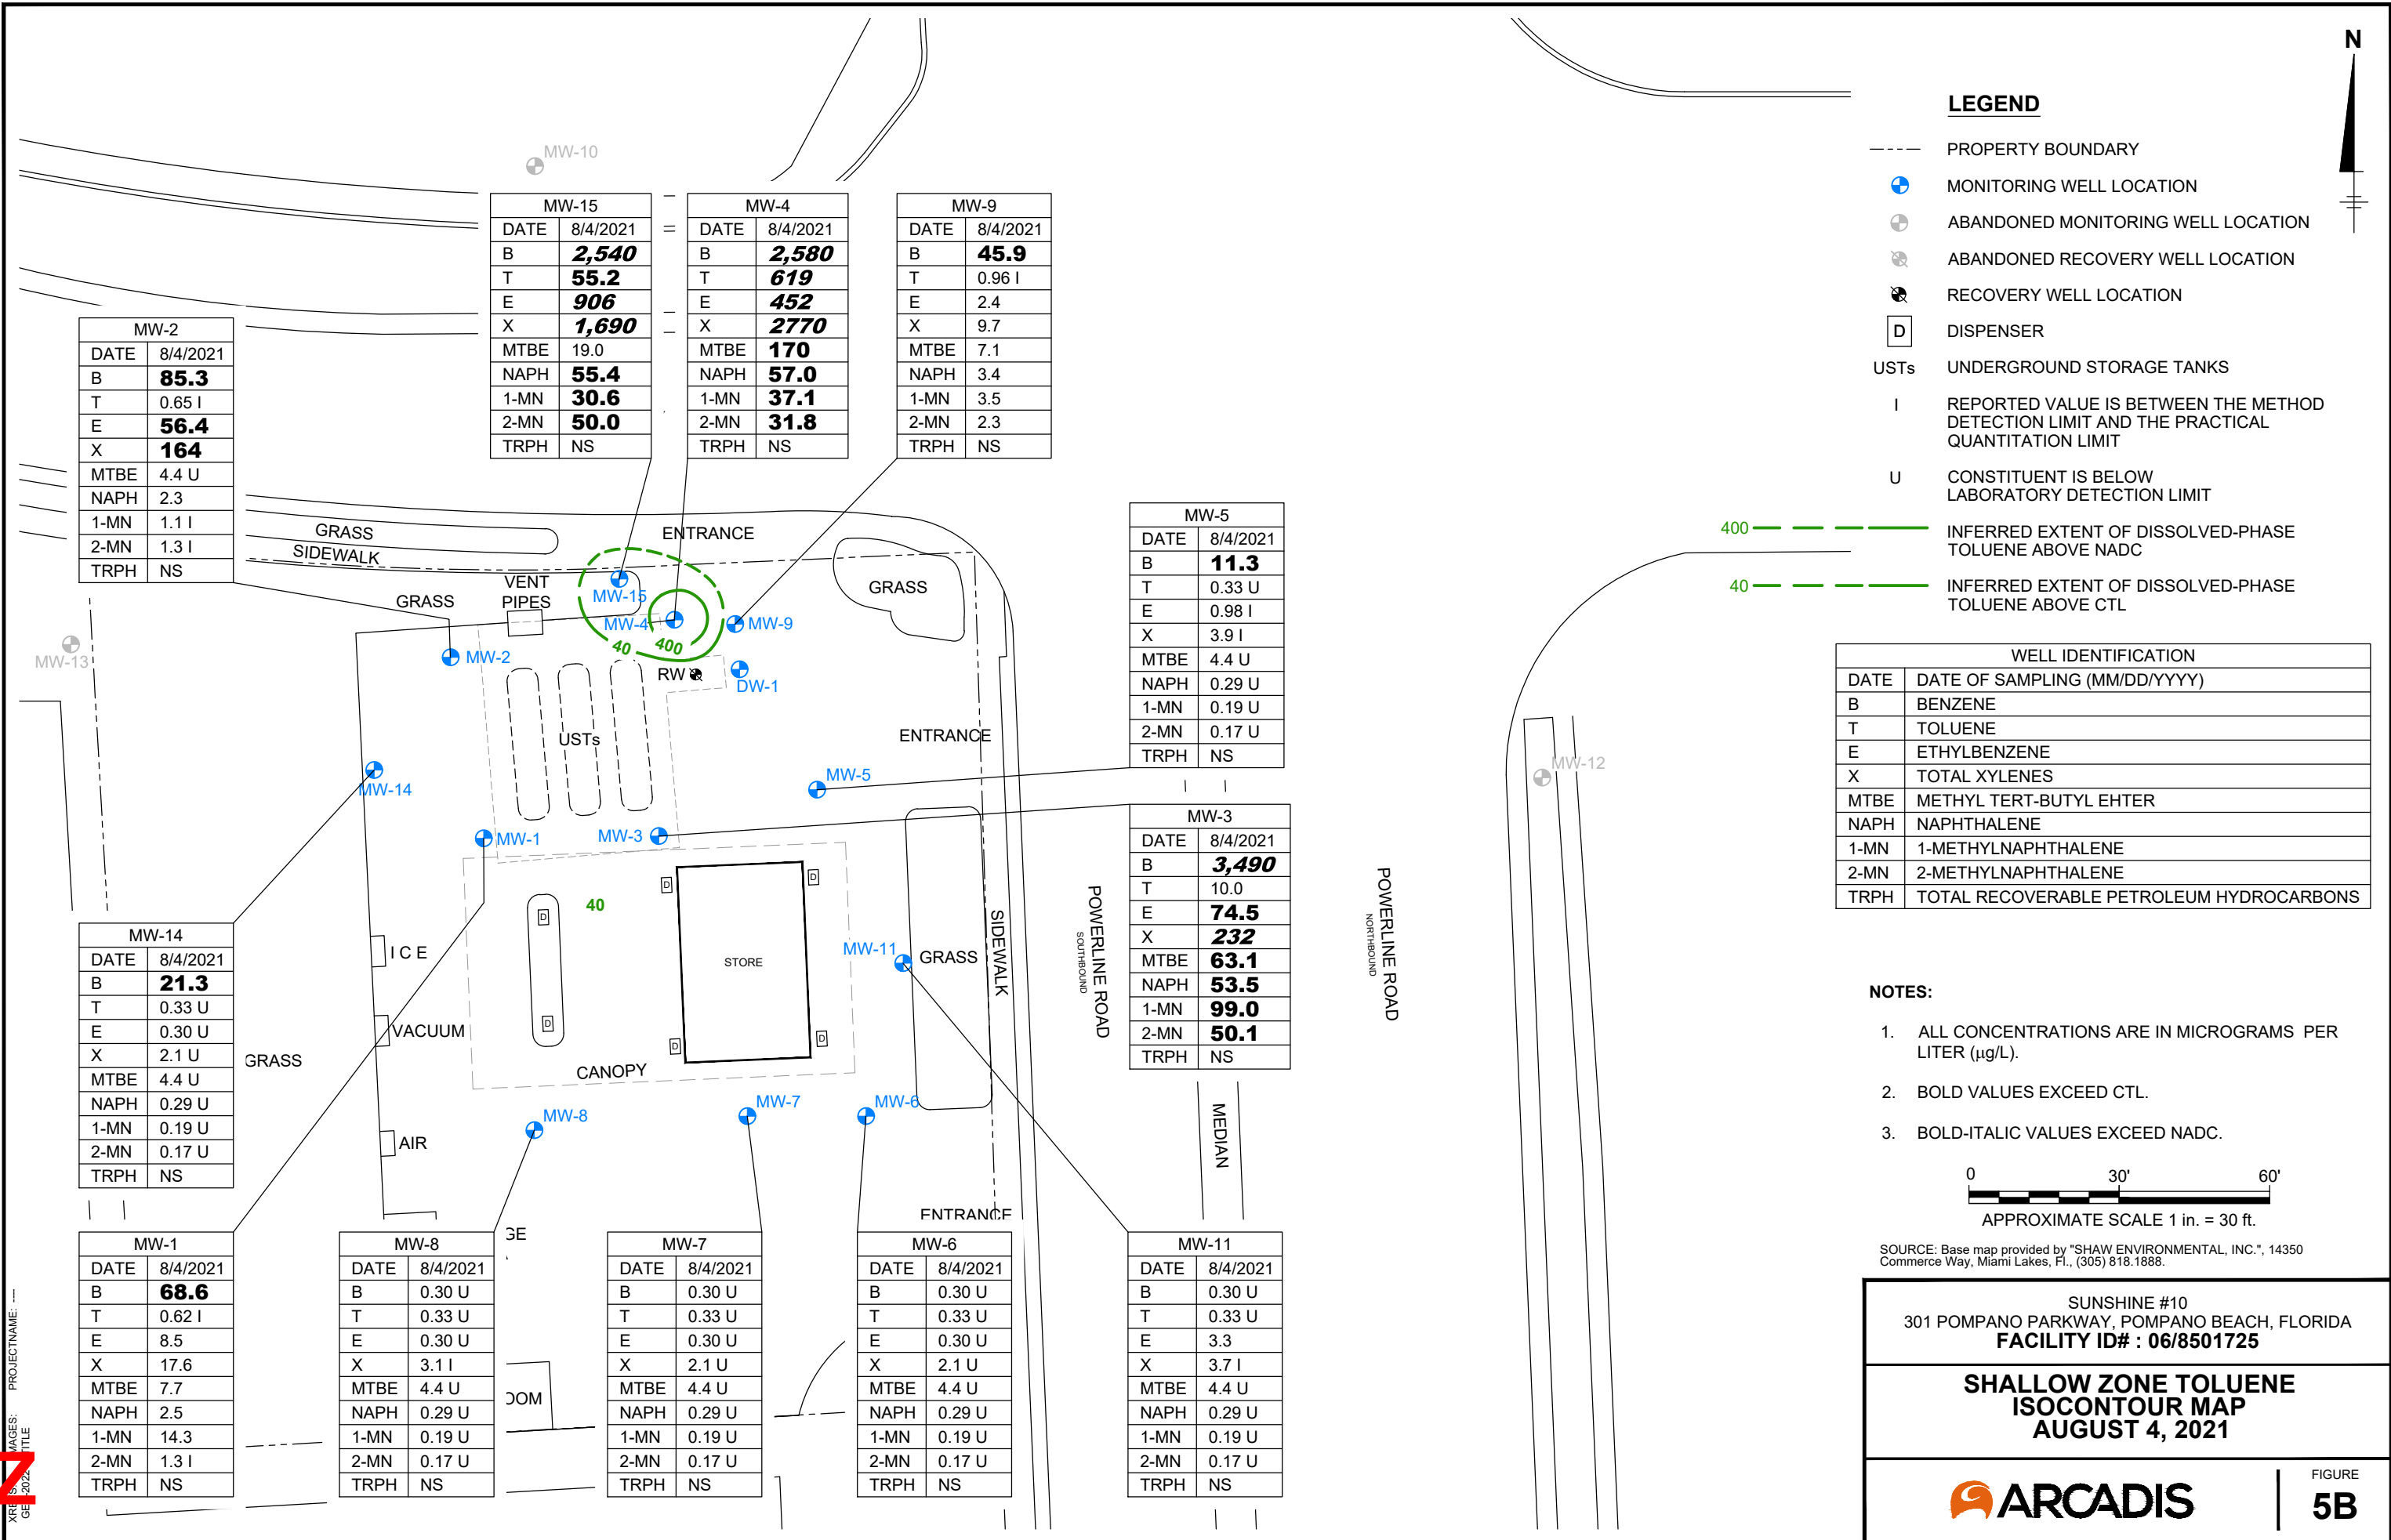 N
LEGEND
PROPERTY BOUNDARY
MONITORING WELL LOCATION
ABANDONED MONITORING WELL LOCATION
ABANDONED RECOVERY WELL LOCATION
RECOVERY WELL LOCATION
D DISPENSER
USTs UNDERGROUND STORAGE TANKS
I REPORTED VALUE IS BETWEEN THE METHOD
DETECTION LIMIT AND THE PRACTICAL
QUANTITATION LIMIT
U CONSTITUENT IS BELOW
LABORATORY DETECTION LIMIT
400 INFERRED EXTENT OF DISSOLVED-PHASE
TOLUENE ABOVE NADC
40 INFERRED EXTENT OF DISSOLVED-PHASE
TOLUENE ABOVE CTL
WELL IDENTIFICATION
DATE DATE OF SAMPLING (MM/DD/YYYY)
B BENZENE
T TOLUENE
E ETHYLBENZENE
X TOTAL XYLENES
MTBE METHYL TERT-BUTYL EHTER
NAPH NAPHTHALENE
1-MN 1-METHYLNAPHTHALENE
2-MN 2-METHYLNAPHTHALENE
TRPH TOTAL RECOVERABLE PETROLEUM HYDROCARBONS
NOTES:
1. ALL CONCENTRATIONS ARE IN MICROGRAMS PER
LITER (µg/L).
2. BOLD VALUES EXCEED CTL.
3. BOLD-ITALIC VALUES EXCEED NADC.
0 30' 60'
APPROXIMATE SCALE 1 in. = 30 ft.
SOURCE: Base map provided by "SHAW ENVIRONMENTAL, INC.", 14350
Commerce Way, Miami Lakes, Fl., (305) 818.1888.
SUNSHINE #10
301 POMPANO PARKWAY, POMPANO BEACH, FLORIDA
FACILITY ID# : 06/8501725
SHALLOW ZONE TOLUENE
ISOCONTOUR MAP
AUGUST 4, 2021
ARCADIS
FIGURE
5B
MW-10
MW-15
DATE 8/4/2021
B 2,540
T 55.2
E 906
X 1,690
MTBE 19.0
NAPH 55.4
1-MN 30.6
2-MN 50.0
TRPH NS
MW-4
DATE 8/4/2021
B 2,580
T 619
E 452
X 2770
MTBE 170
NAPH 57.0
1-MN 37.1
2-MN 31.8
TRPH NS
MW-9
DATE 8/4/2021
B 45.9
T 0.96 I
E 2.4
X 9.7
MTBE 7.1
NAPH 3.4
1-MN 3.5
2-MN 2.3
TRPH NS
MW-2
DATE 8/4/2021
B 85.3
T 0.65 I
E 56.4
X 164
MTBE 4.4 U
NAPH 2.3
1-MN 1.1 I
2-MN 1.3 I
TRPH NS
MW-5
DATE 8/4/2021
B 11.3
T 0.33 U
E 0.98 I
X 3.9 I
MTBE 4.4 U
NAPH 0.29 U
1-MN 0.19 U
2-MN 0.17 U
TRPH NS
MW-3
DATE 8/4/2021
B 3,490
T 10.0
E 74.5
X 232
MTBE 63.1
NAPH 53.5
1-MN 99.0
2-MN 50.1
TRPH NS
MW-14
DATE 8/4/2021
B 21.3
T 0.33 U
E 0.30 U
X 2.1 U
MTBE 4.4 U
NAPH 0.29 U
1-MN 0.19 U
2-MN 0.17 U
TRPH NS
MW-1
DATE 8/4/2021
B 68.6
T 0.62 I
E 8.5
X 17.6
MTBE 7.7
NAPH 2.5
1-MN 14.3
2-MN 1.3 I
TRPH NS
MW-8
DATE 8/4/2021
B 0.30 U
T 0.33 U
E 0.30 U
X 3.1 I
MTBE 4.4 U
NAPH 0.29 U
1-MN 0.19 U
2-MN 0.17 U
TRPH NS
MW-7
DATE 8/4/2021
B 0.30 U
T 0.33 U
E 0.30 U
X 2.1 U
MTBE 4.4 U
NAPH 0.29 U
1-MN 0.19 U
2-MN 0.17 U
TRPH NS
MW-6
DATE 8/4/2021
B 0.30 U
T 0.33 U
E 0.30 U
X 2.1 U
MTBE 4.4 U
NAPH 0.29 U
1-MN 0.19 U
2-MN 0.17 U
TRPH NS
MW-11
DATE 8/4/2021
B 0.30 U
T 0.33 U
E 3.3
X 3.7 I
MTBE 4.4 U
NAPH 0.29 U
1-MN 0.19 U
2-MN 0.17 U
TRPH NS
GRASS
SIDEWALK
ENTRANCE
VENT
PIPES
GRASS
GRASS
MW-15
MW-4
MW-9
40
400
MW-2
MW-13
RW
DW-1
USTs
ENTRANCE
MW-5
MW-14
MW-12
MW-1
MW-3
D
D
40
D
D
D
D
STORE
MW-11
GRASS
SIDEWALK
POWERLINE ROAD
SOUTHBOUND
POWERLINE ROAD
NORTHBOUND
I C E
VACUUM
GRASS
CANOPY
MW-8
MW-7
MW-6
AIR
MEDIAN
ENTRANCE
GE
OOM
PROJECTNAME: ----
Z